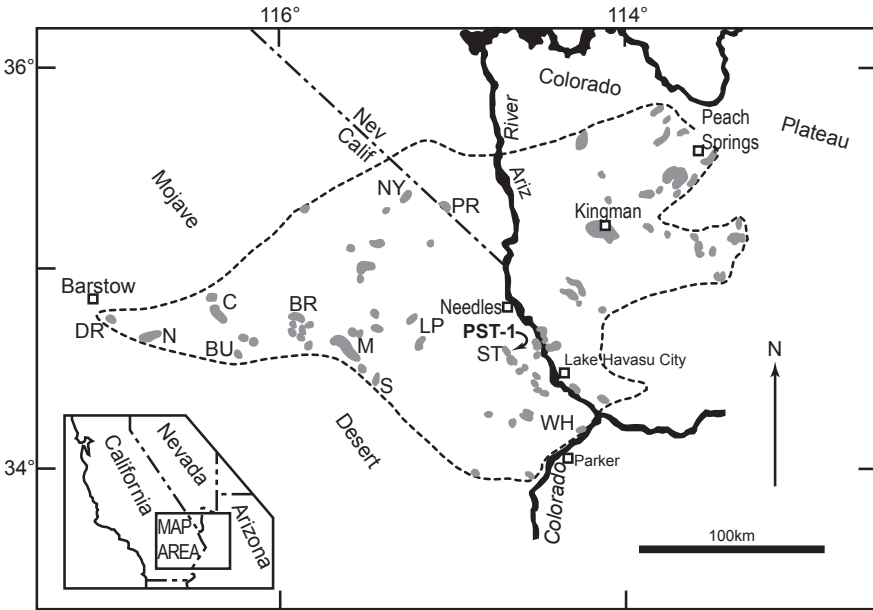 116°
114°
36°
34°
Colorado
Plateau
Peach
Springs
River
Nev
Calif
Ariz
Mojave
NY
PR
Kingman
Barstow
C
BR
Needles
DR
N
LP
PST-1
BU
M
ST
Lake Havasu City
S
N
Desert
WH
Parker
Colorado
100km
Nevada
California
Arizona
MAP
AREA